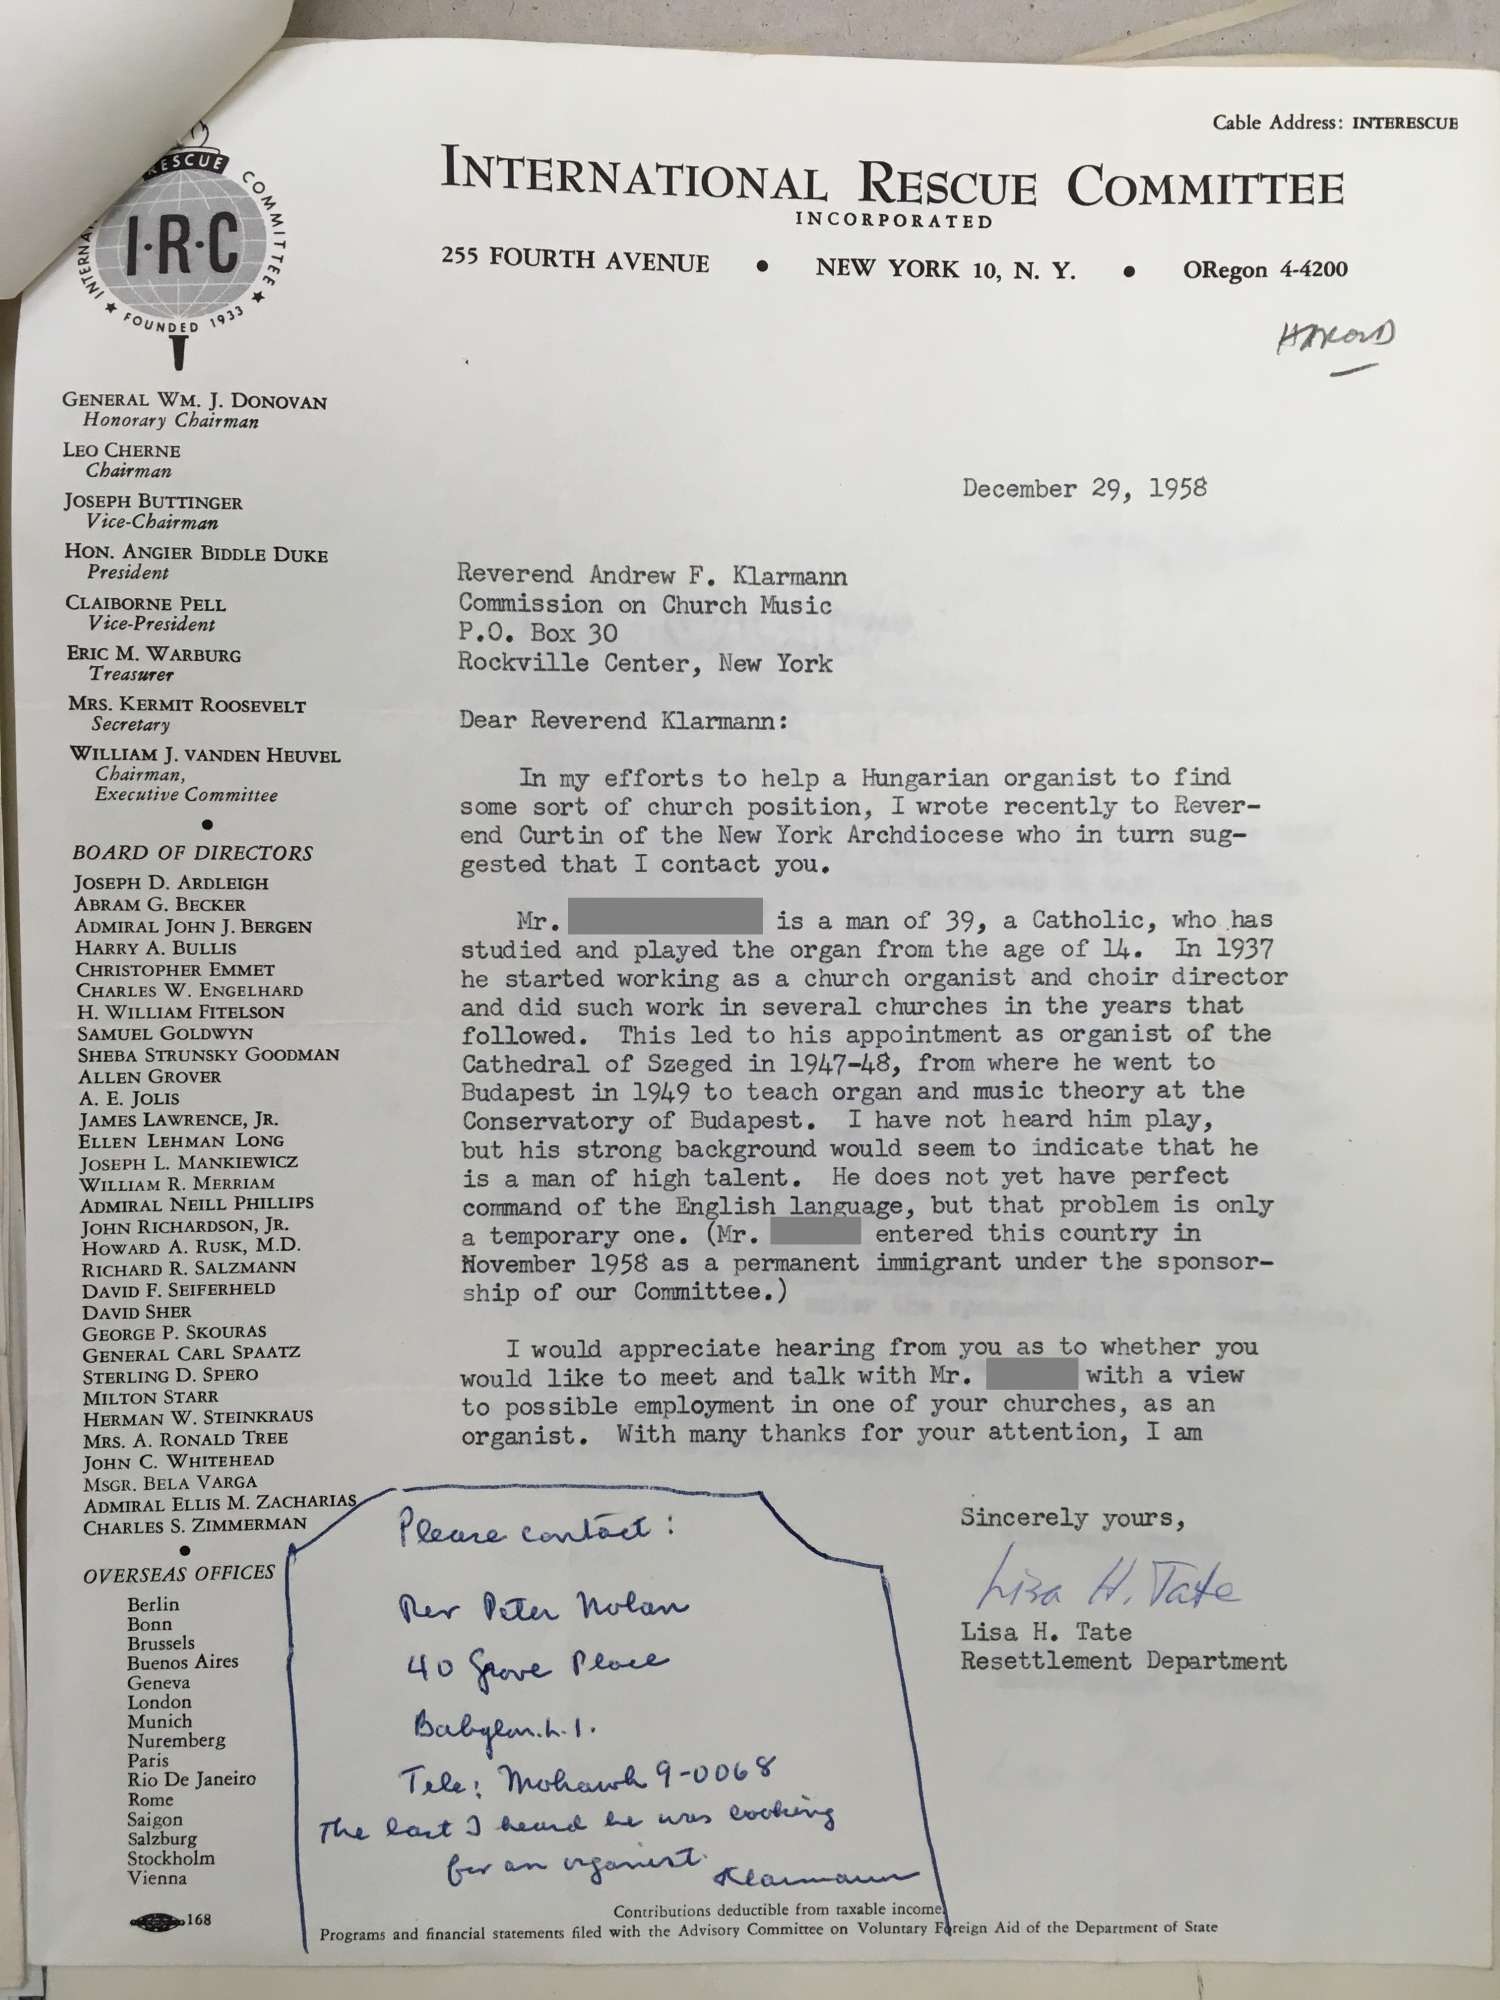 Cable Address: INTERESCUE
INTERNATIONAL RESCUE COMMITTEE
INCORPORATED
255 FOURTH AVENUE • NEW YORK 10, N. Y. • ORegon 4-4200
RESCUE COMMITTEE
I·R·C
★ FOUNDED 1933 ★
GENERAL WM. J. DONOVAN
Honorary Chairman
LEO CHERNE
Chairman
JOSEPH BUTTINGER
Vice-Chairman
HON. ANGIER BIDDLE DUKE
President
CLAIBORNE PELL
Vice-President
ERIC M. WARBURG
Treasurer
MRS. KERMIT ROOSEVELT
Secretary
WILLIAM J. VANDEN HEUVEL
Chairman,
Executive Committee
•
BOARD OF DIRECTORS
JOSEPH D. ARDLEIGH
ABRAM G. BECKER
ADMIRAL JOHN J. BERGEN
HARRY A. BULLIS
CHRISTOPHER EMMET
CHARLES W. ENGELHARD
H. WILLIAM FITELSON
SAMUEL GOLDWYN
SHEBA STRUNSKY GOODMAN
ALLEN GROVER
A. E. JOLIS
JAMES LAWRENCE, JR.
ELLEN LEHMAN LONG
JOSEPH L. MANKIEWICZ
WILLIAM R. MERRIAM
ADMIRAL NEILL PHILLIPS
JOHN RICHARDSON, JR.
HOWARD A. RUSK, M.D.
RICHARD R. SALZMANN
DAVID F. SEIFERHELD
DAVID SHER
GEORGE P. SKOURAS
GENERAL CARL SPAATZ
STERLING D. SPERO
MILTON STARR
HERMAN W. STEINKRAUS
MRS. A. RONALD TREE
JOHN C. WHITEHEAD
MSGR. BELA VARGA
ADMIRAL ELLIS M. ZACHARIAS
CHARLES S. ZIMMERMAN
•
OVERSEAS OFFICES
Berlin
Bonn
Brussels
Buenos Aires
Geneva
London
Munich
Nuremberg
Paris
Rio De Janeiro
Rome
Saigon
Salzburg
Stockholm
Vienna
168
December 29, 1958
Reverend Andrew F. Klarmann
Commission on Church Music
P.O. Box 30
Rockville Center, New York
Dear Reverend Klarmann:
In my efforts to help a Hungarian organist to find
some sort of church position, I wrote recently to Rever-
end Curtin of the New York Archdiocese who in turn sug-
gested that I contact you.
Mr. is a man of 39, a Catholic, who has
studied and played the organ from the age of 14. In 1937
he started working as a church organist and choir director
and did such work in several churches in the years that
followed. This led to his appointment as organist of the
Cathedral of Szeged in 1947-48, from where he went to
Budapest in 1949 to teach organ and music theory at the
Conservatory of Budapest. I have not heard him play,
but his strong background would seem to indicate that he
is a man of high talent. He does not yet have perfect
command of the English language, but that problem is only
a temporary one. (Mr. entered this country in
November 1958 as a permanent immigrant under the sponsor-
ship of our Committee.)
I would appreciate hearing from you as to whether you
would like to meet and talk with Mr. with a view
to possible employment in one of your churches, as an
organist. With many thanks for your attention, I am
Sincerely yours,
Lisa H. Tate
Lisa H. Tate
Resettlement Department
Please contact:
Rev Peter Nolan
40 Grove Place
Babylon. L. I.
Tele: Mohawk 9-0068
The last I heard he was looking
for an organist.
Klarmann
Contributions deductible from taxable income.
Programs and financial statements filed with the Advisory Committee on Voluntary Foreign Aid of the Department of State